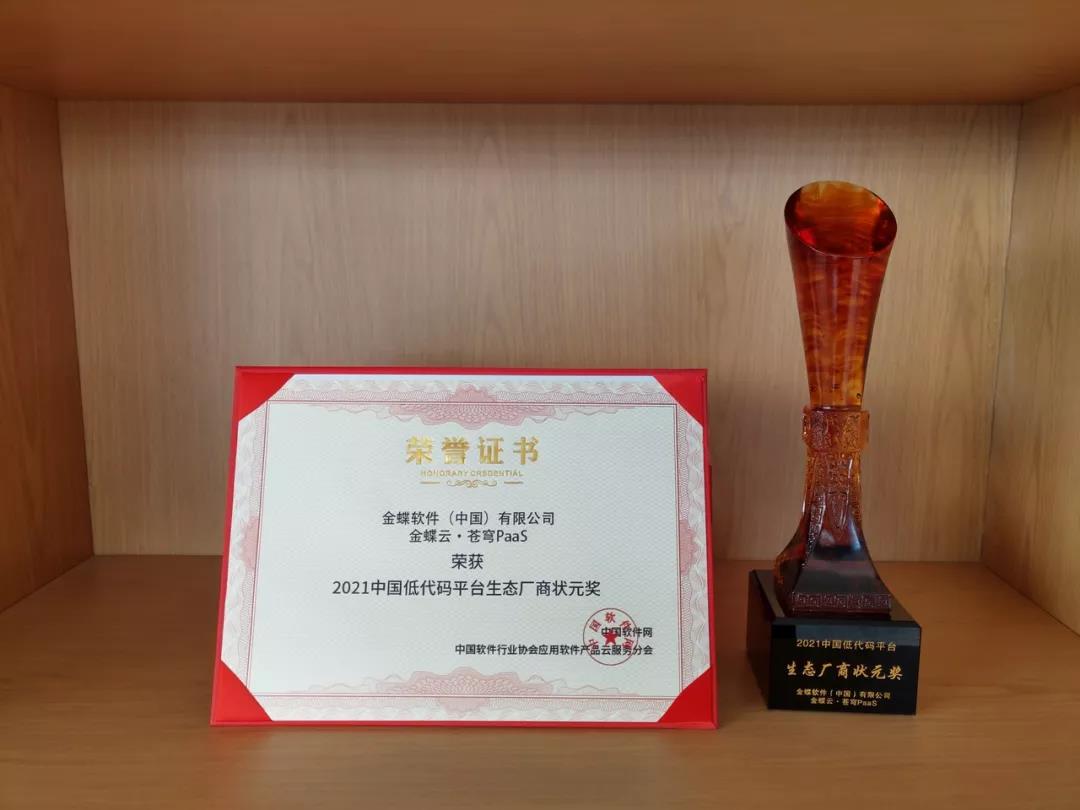 荣誉证书
HONORARY CREDENTIAL
金蝶软件（中国）有限公司
金蝶云·苍穹PaaS
荣获
2021中国低代码平台生态厂商状元奖
中国软件网
中国软件行业协会应用软件产品云服务分会
中国软件网
2021中国低代码平台
生态厂商状元奖
金蝶软件（中国）有限公司
金蝶云·苍穹PaaS